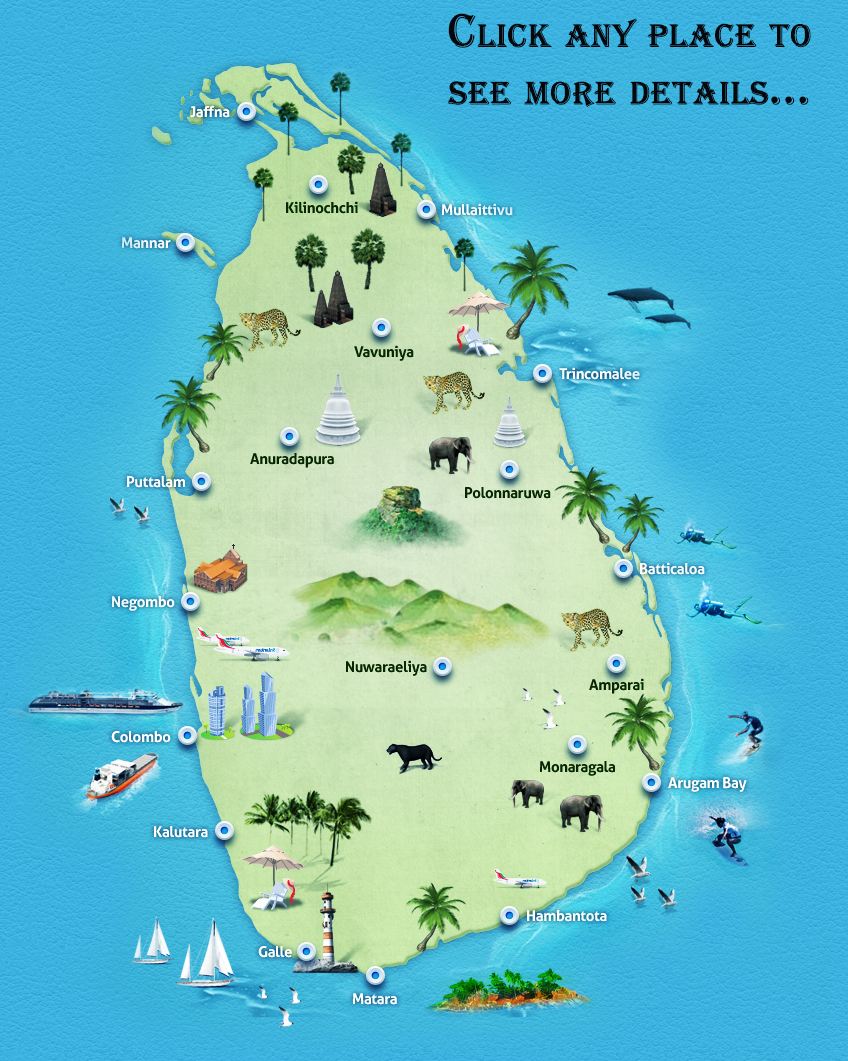 Click any place to
see more details...
Jaffna
Kilinochchi
Mullaittivu
Mannar
Vavuniya
Trincomalee
Anuradapura
Polonnaruwa
Puttalam
Batticaloa
Negombo
Nuwaraeliya
Amparai
Colombo
Monaragala
Arugam Bay
Kalutara
Hambantota
Galle
Matara